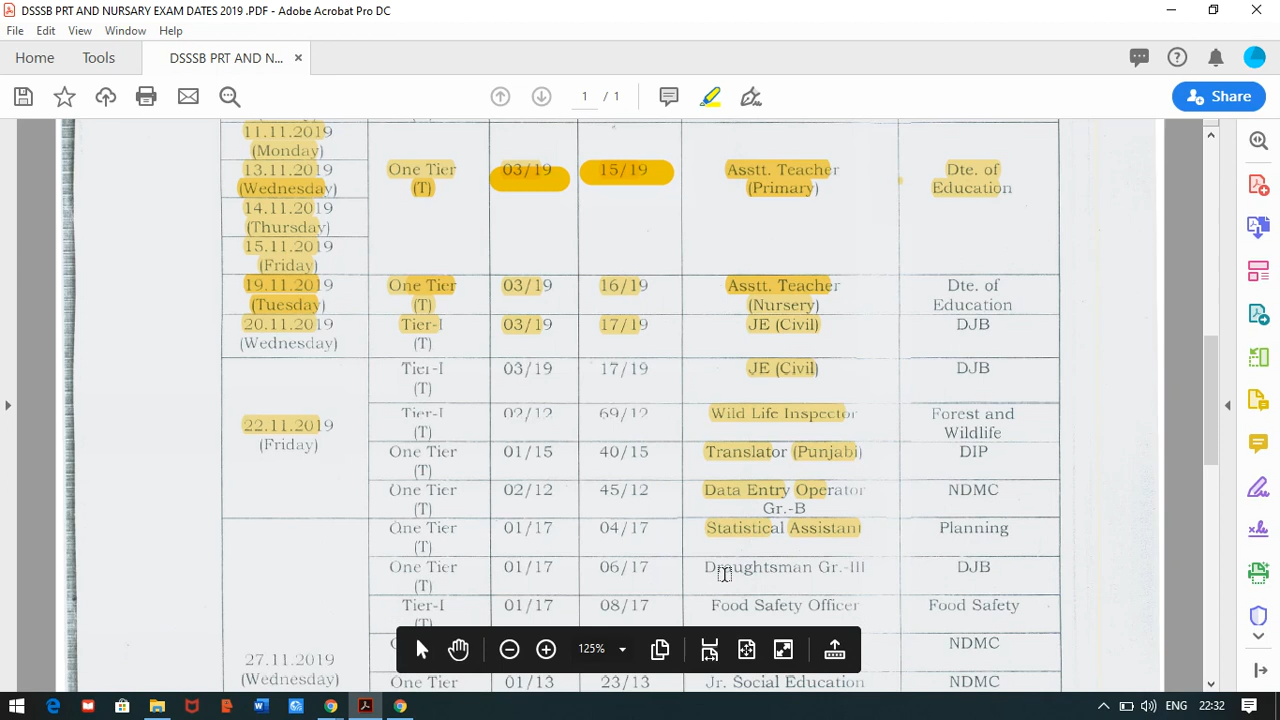 DSSSB PRT AND NURSARY EXAM DATES 2019 .PDF - Adobe Acrobat Pro DC
File Edit View Window Help
Home Tools DSSSB PRT AND N... ×
1 / 1
Share
11.11.2019
(Monday)
13.11.2019 One Tier 03/19 15/19 Asstt. Teacher Dte. of
(Wednesday) (T) (Primary) Education
14.11.2019
(Thursday)
15.11.2019
(Friday)
19.11.2019 One Tier 03/19 16/19 Asstt. Teacher Dte. of
(Tuesday) (T) (Nursery) Education
20.11.2019 Tier-I 03/19 17/19 JE (Civil) DJB
(Wednesday) (T)
Tier-I 03/19 17/19 JE (Civil) DJB
(T)
Tier-I 02/12 69/12 Wild Life Inspector Forest and
22.11.2019 (T) Wildlife
(Friday) One Tier 01/15 40/15 Translator (Punjabi) DIP
(T)
One Tier 02/12 45/12 Data Entry Operator NDMC
(T) Gr.-B
One Tier 01/17 04/17 Statistical Assistant Planning
(T)
One Tier 01/17 06/17 Draughtsman Gr.-III DJB
(T)
Tier-I 01/17 08/17 Food Safety Officer Food Safety
NDMC
125%
27.11.2019
(Wednesday) One Tier 01/13 23/13 Jr. Social Education NDMC
ENG 22:32